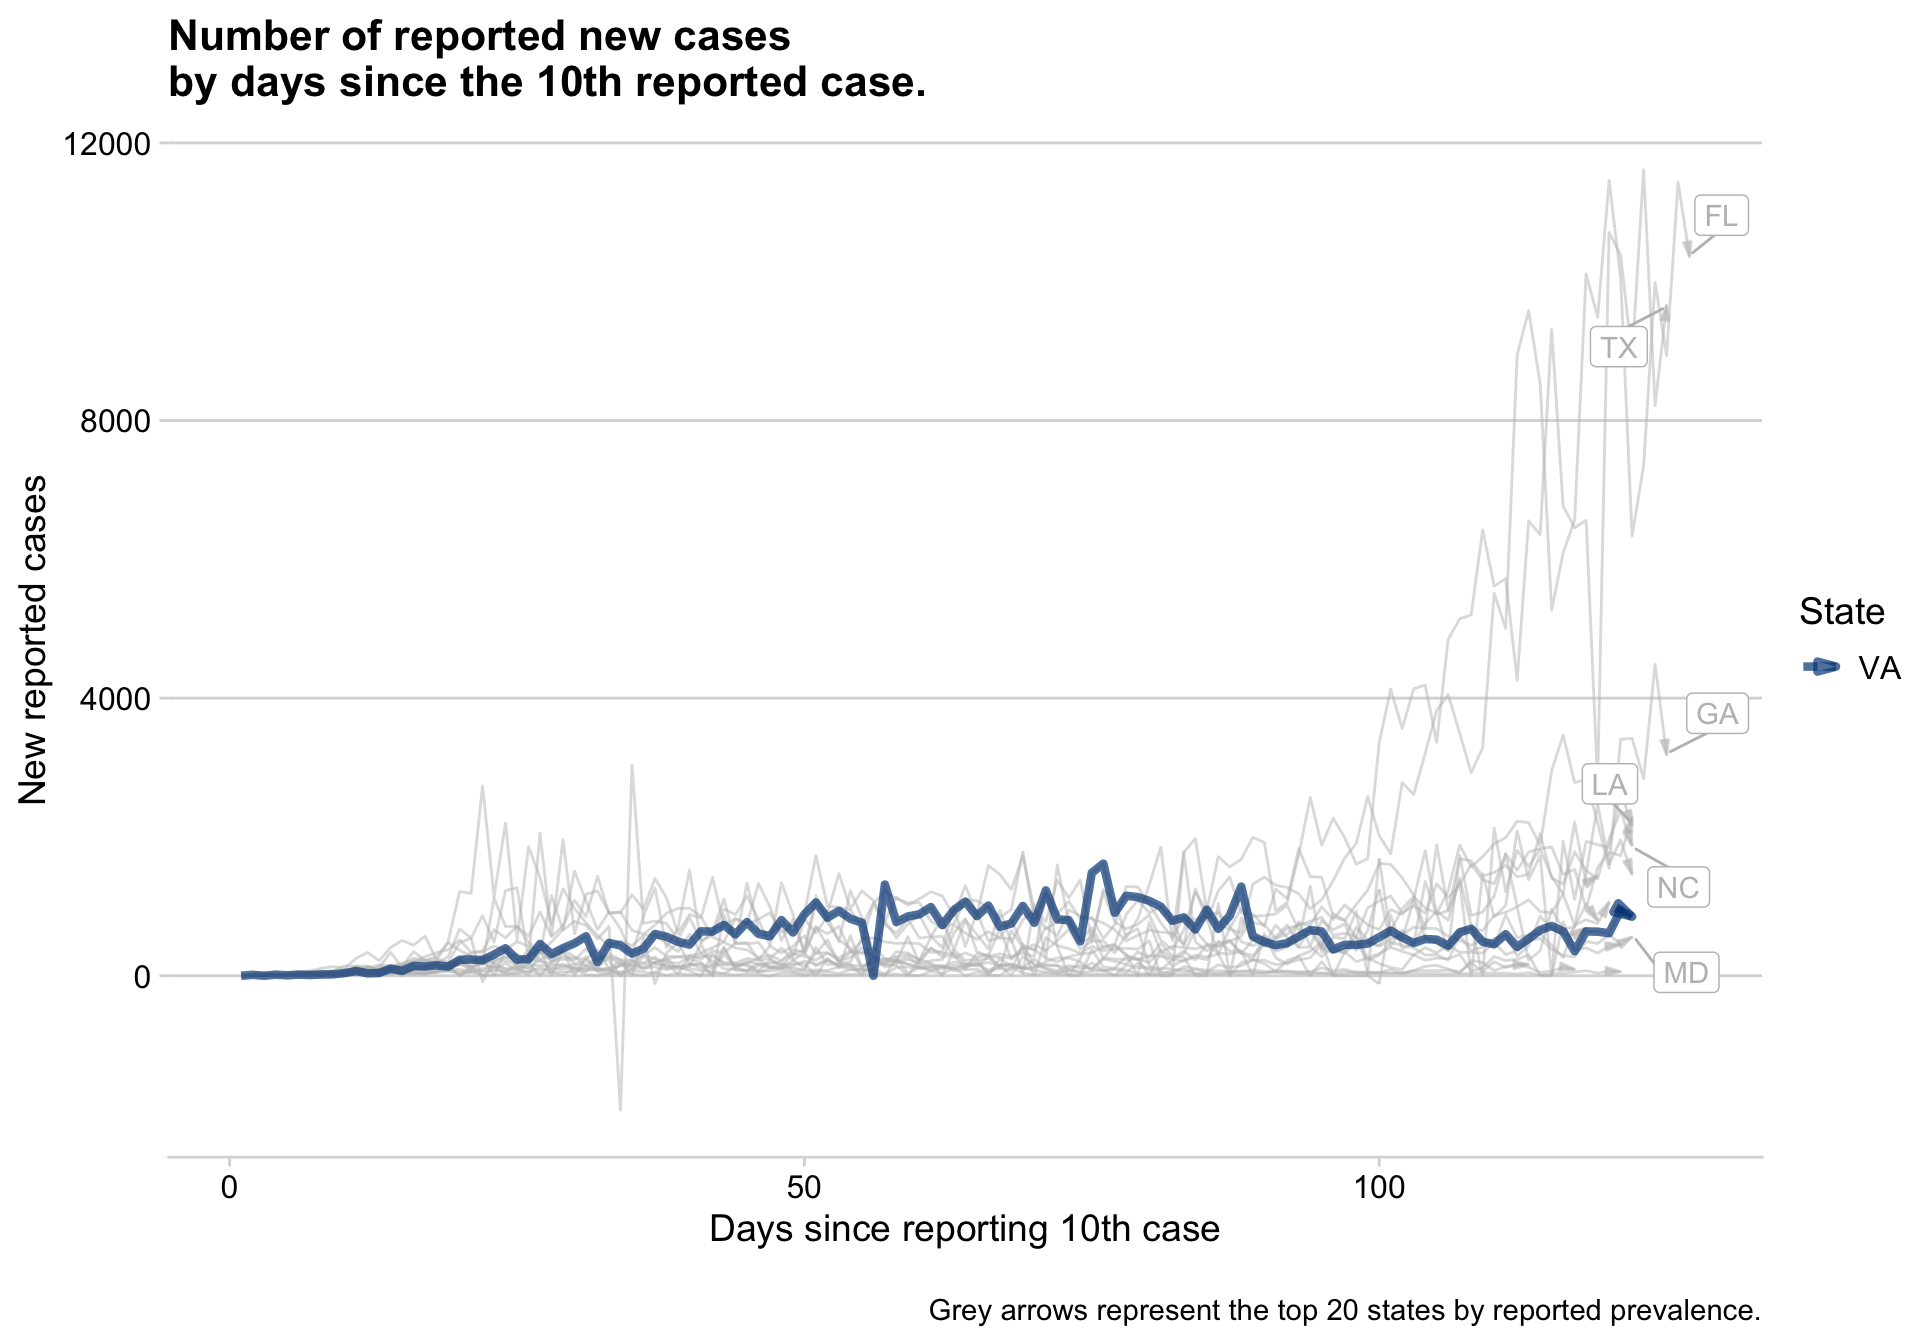 Number of reported new cases
by days since the 10th reported case.
12000
8000
4000
0
New reported cases
FL
TX
GA
LA
NC
MD
State
VA
0
50
100
Days since reporting 10th case
Grey arrows represent the top 20 states by reported prevalence.